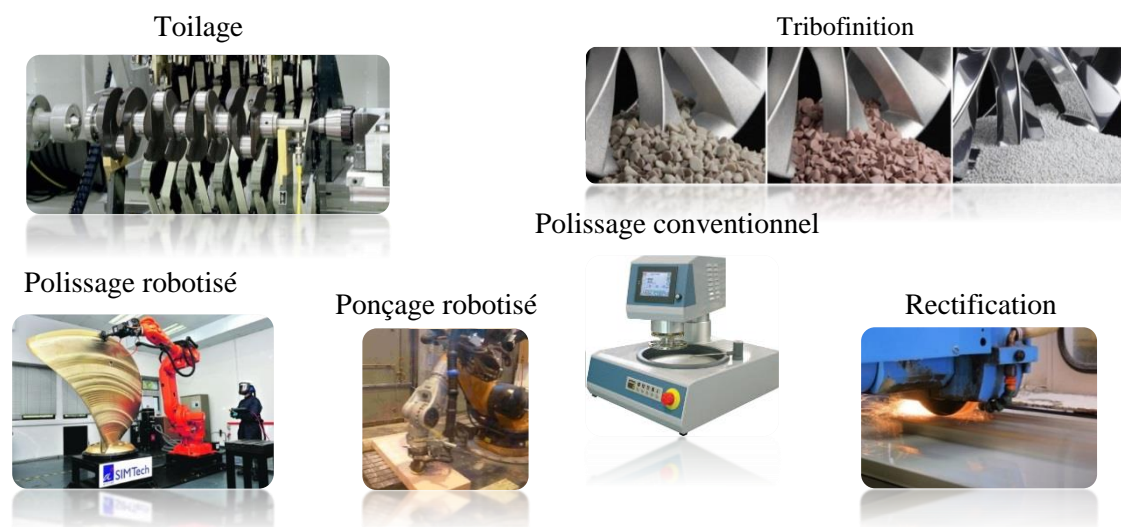 Toilage
Tribofinition
Polissage conventionnel
Polissage robotisé
Ponçage robotisé
Rectification
SIMTech